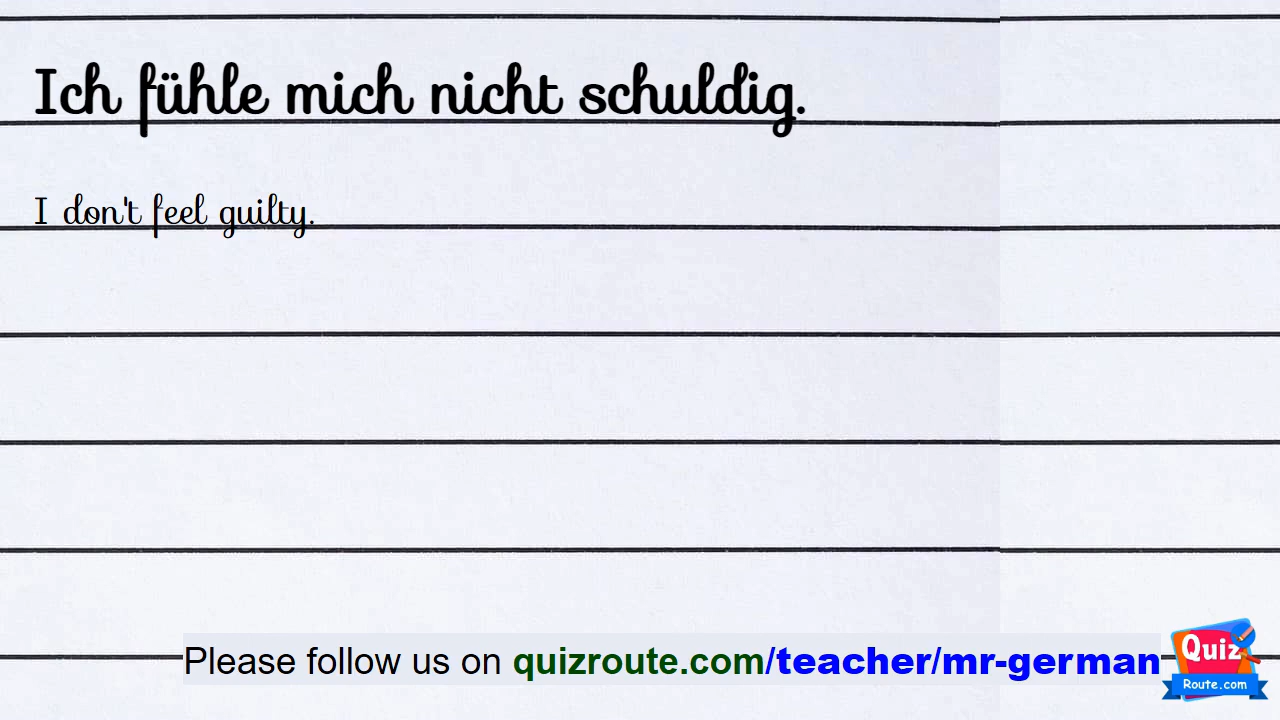 Ich fühle mich nicht schuldig.
I don't feel guilty.
Please follow us on quizroute.com/teacher/mr-german
Quiz
Route.com